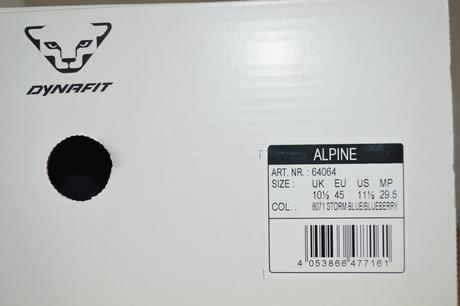 DYNAFIT
ALPINE
ART. NR. : 64064
SIZE : UK EU US MP
10½ 45 11½ 29.5
COL. : 8071 STORM BLUE/BLUEBERRY
4 053866 477161